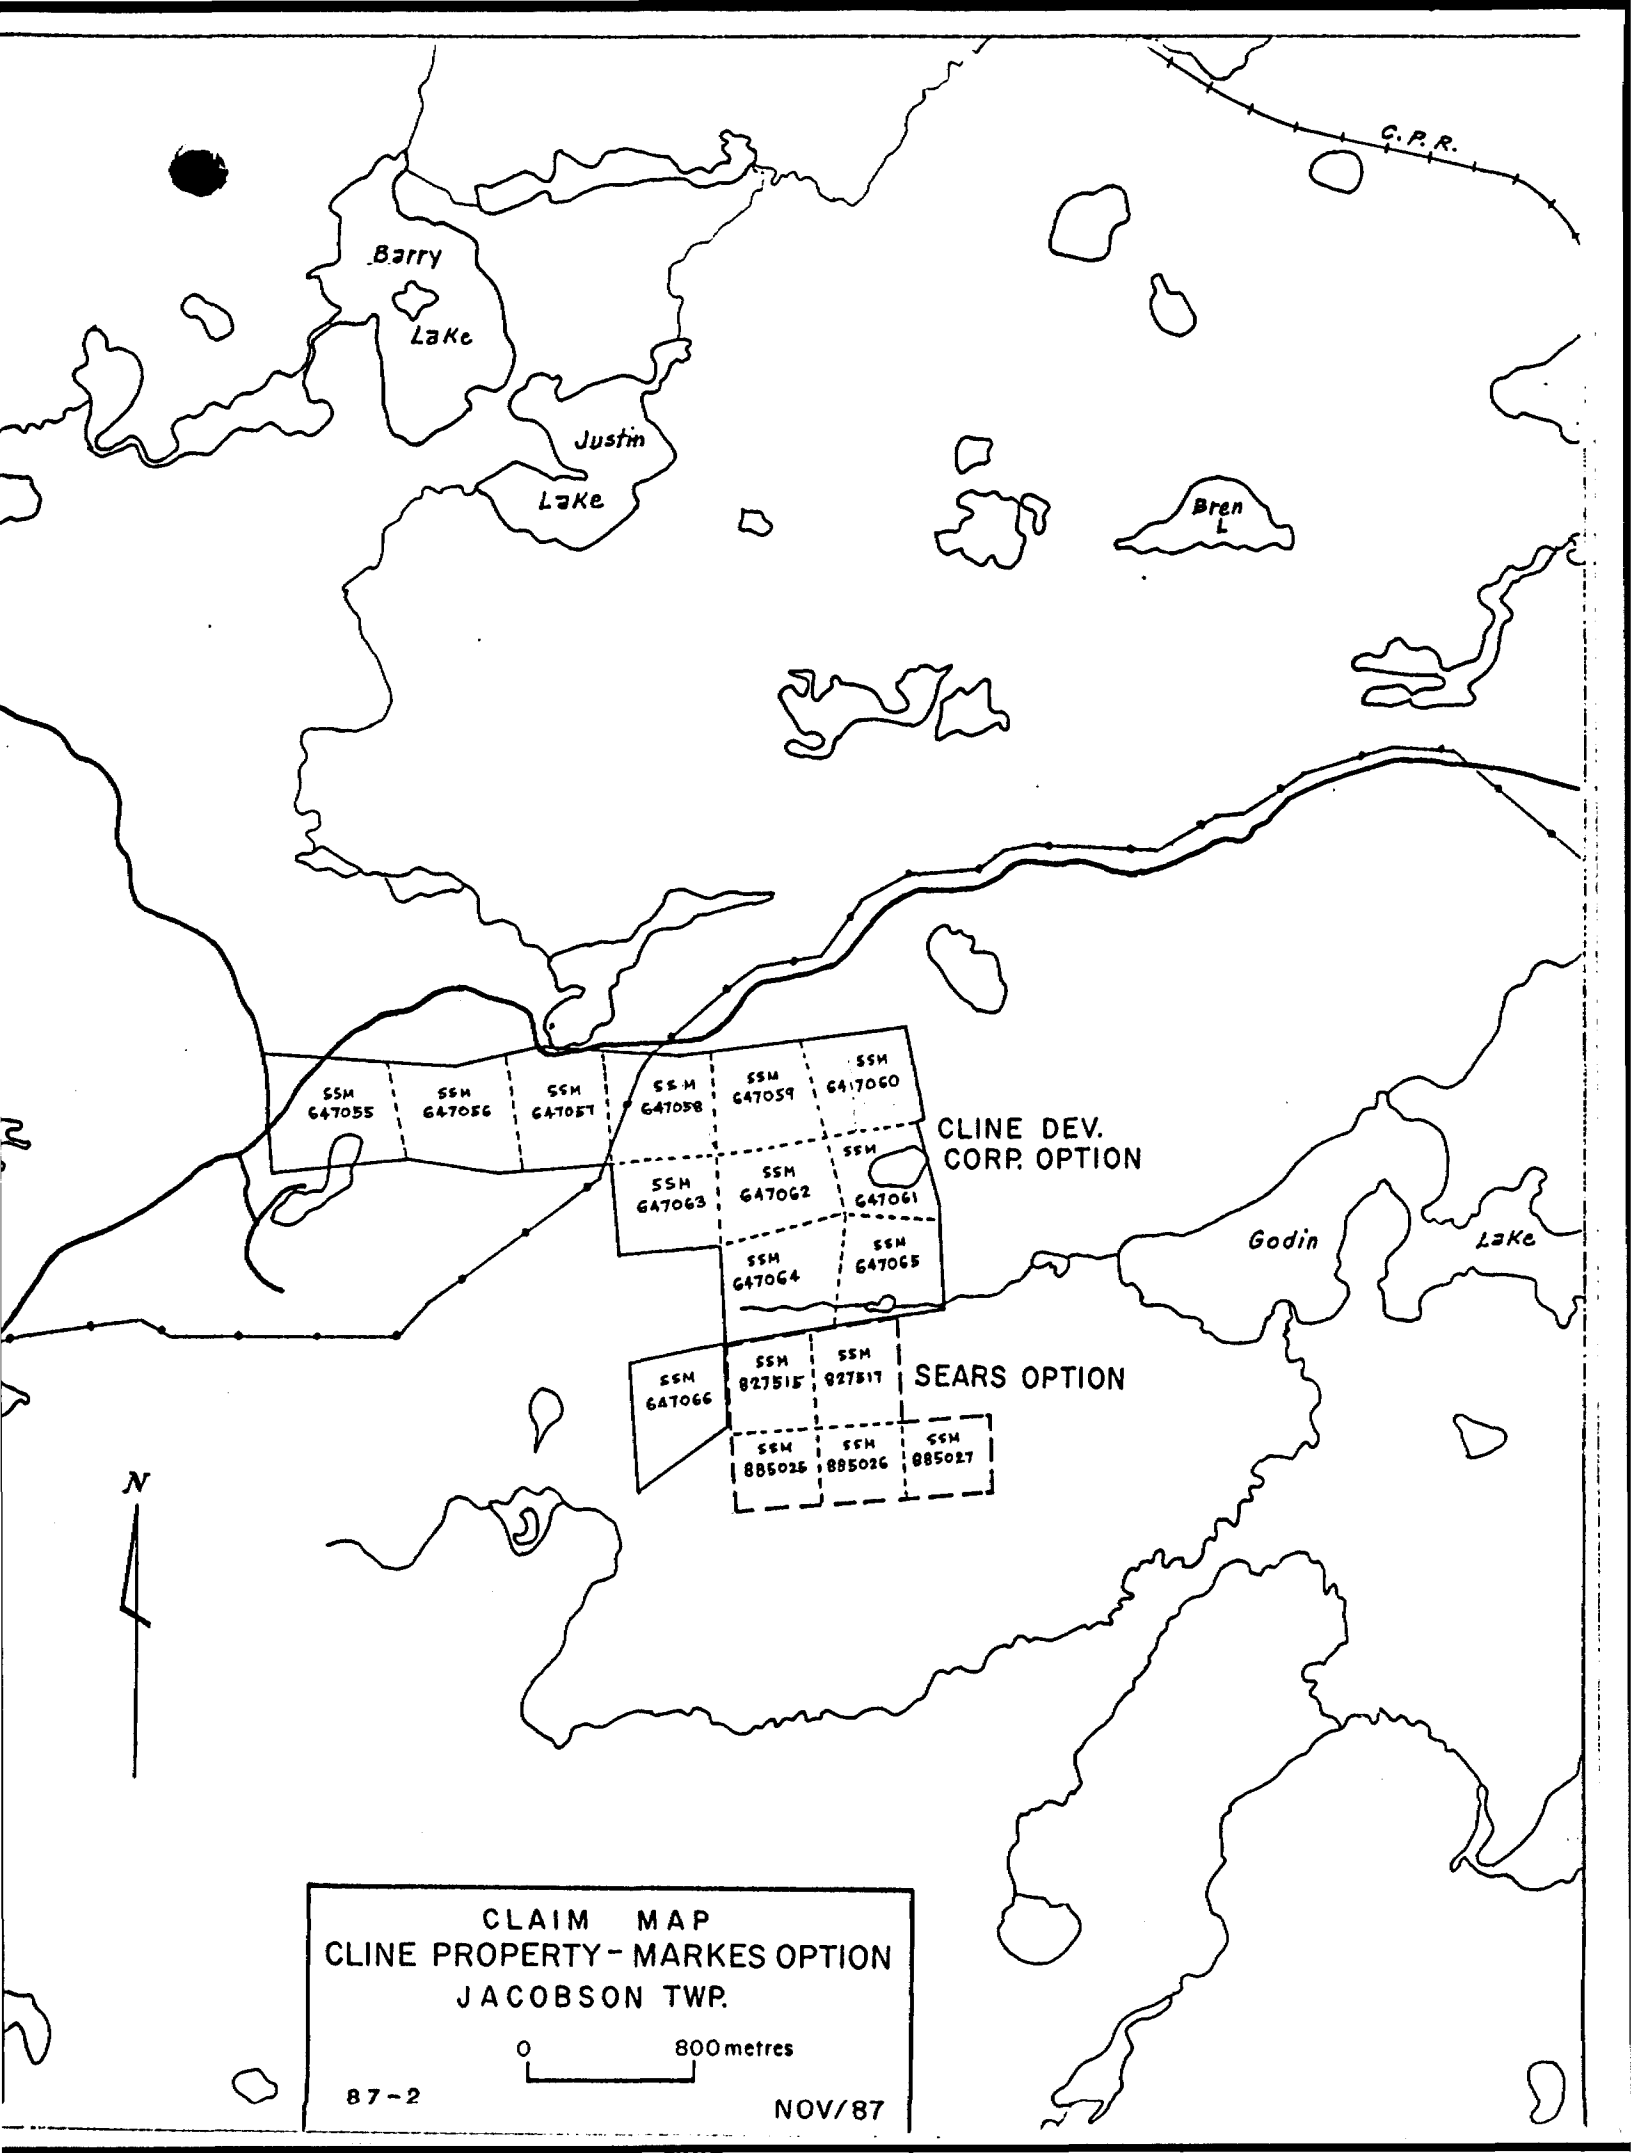 C. P. R.
Barry
Lake
Justin
Lake
Bren
L
SSM
647055
SSM
647056
SSM
647057
SSM
647058
SSM
647059
SSM
647060
CLINE DEV.
CORP. OPTION
SSM
647063
SSM
647062
SSM
647061
SSM
647064
SSM
647065
Godin
Lake
SSM
647066
SSM
827515
SSM
827517
SEARS OPTION
SSM
885025
SSM
885026
SSM
885027
N
CLAIM MAP
CLINE PROPERTY - MARKES OPTION
JACOBSON TWP.
0 800 metres
87-2
NOV/87